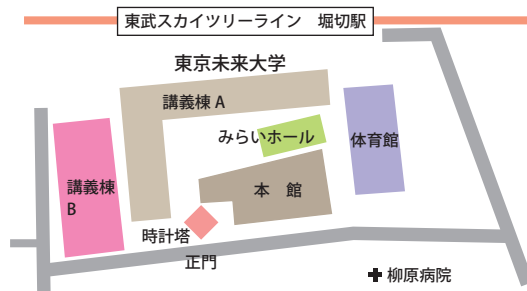 東武スカイツリーライン　堀切駅
東京未来大学
講義棟 A
みらいホール
体育館
講義棟
B
本　館
時計塔
正門
柳原病院